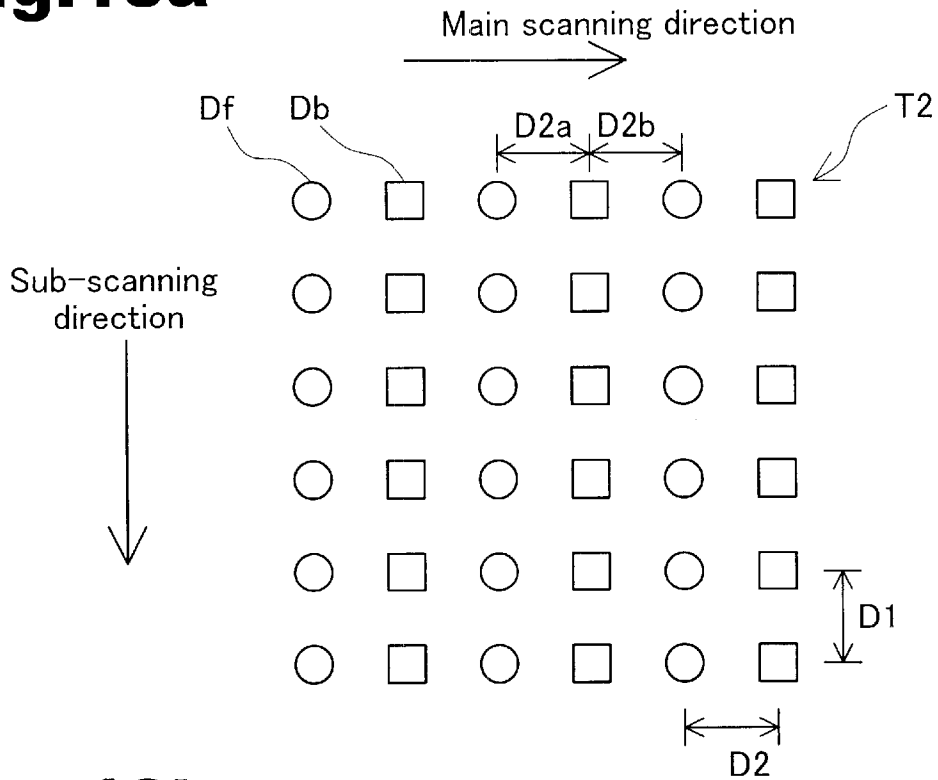 Main scanning direction
Df
Db
D2a
D2b
T2
Sub-scanning
direction
D1
D2